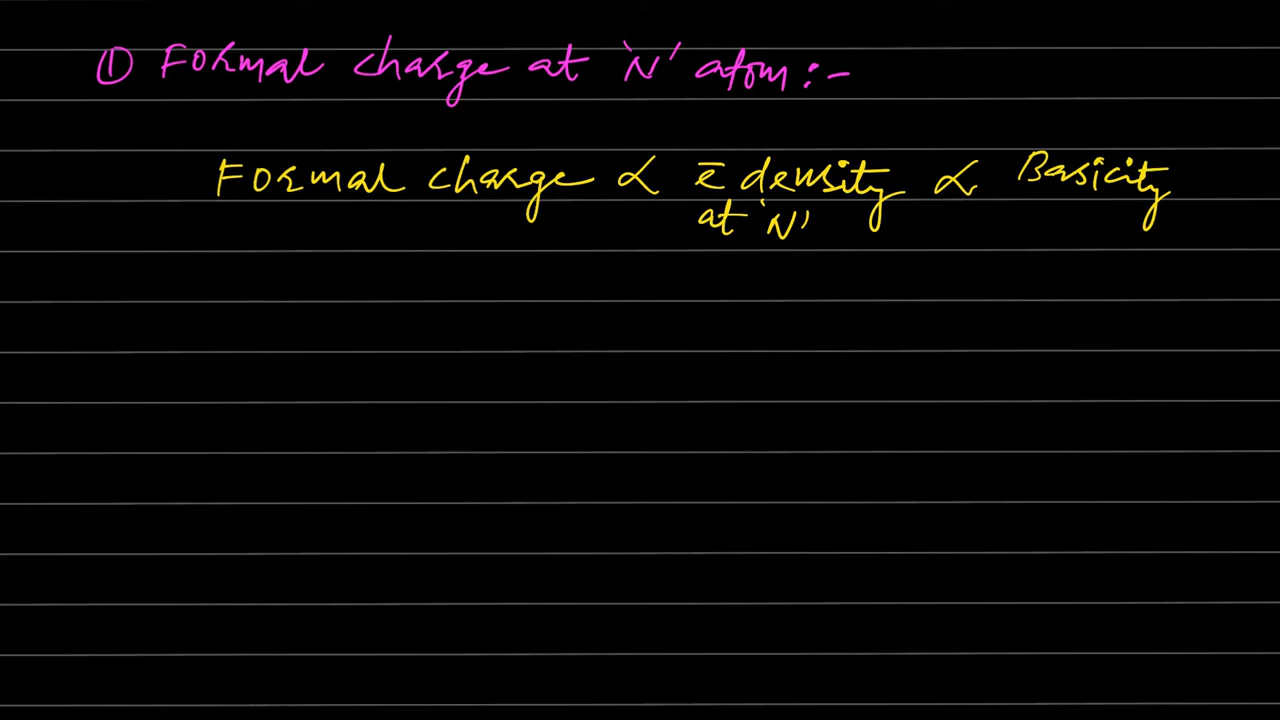 ① Formal charge at 'N' atom :-
Formal charge ∝ ē density ∝ Basicity
at 'N'